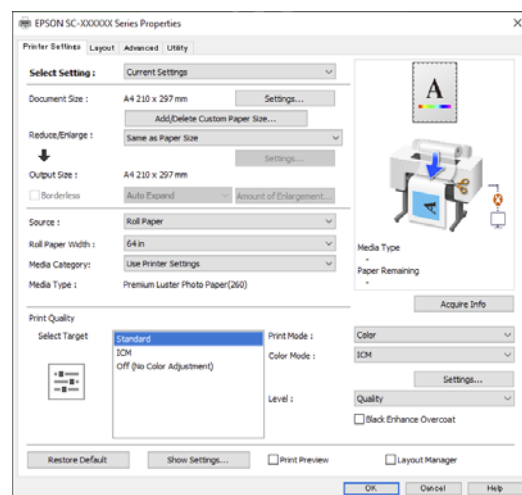 EPSON SC-XXXXXX Series Properties
Printer Settings Layout Advanced Utility
Select Setting : Current Settings
Document Size : A4 210 x 297 mm Settings...
Add/Delete Custom Paper Size...
Reduce/Enlarge : Same as Paper Size
Settings...
Output Size : A4 210 x 297 mm
Borderless Auto Expand Amount of Enlargement...
Source : Roll Paper
Roll Paper Width : 64 in
Media Category: Use Printer Settings
Media Type : Premium Luster Photo Paper(260)
A
A
Media Type
-
Paper Remaining
-
Acquire Info
Print Quality
Select Target
Standard
ICM
Off (No Color Adjustment)
Print Mode : Color
Color Mode : ICM
Settings...
Level : Quality
Black Enhance Overcoat
Restore Default Show Settings... Print Preview Layout Manager
OK Cancel Help